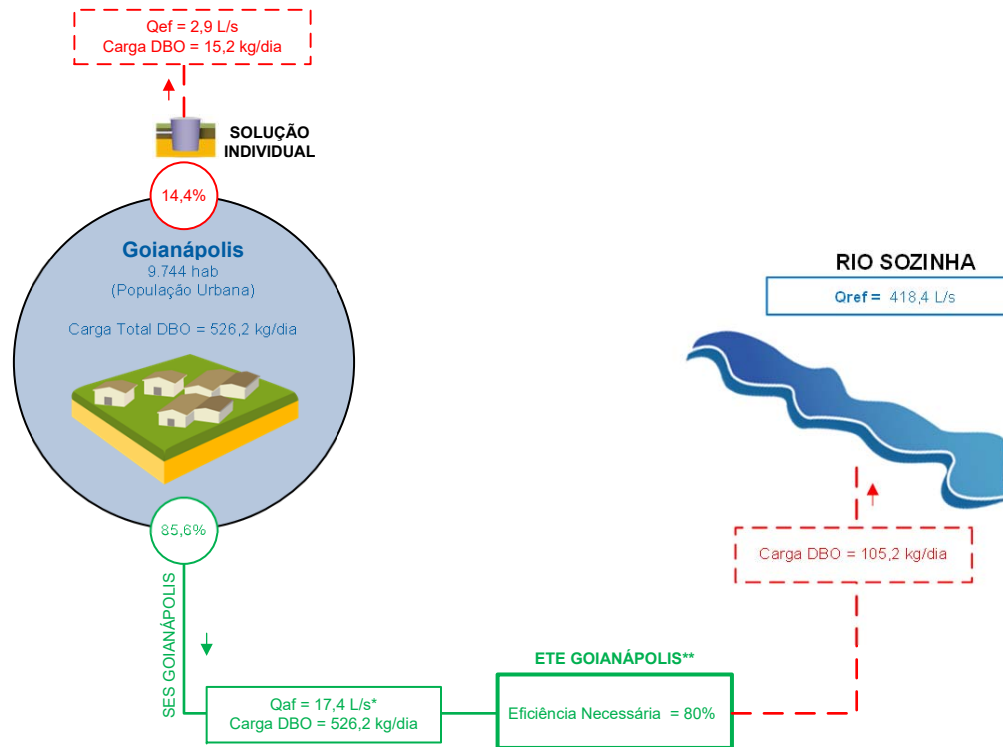 Qef = 2,9 L/s
Carga DBO = 15,2 kg/dia
SOLUÇÃO
INDIVIDUAL
14,4%
Goianápolis
9.744 hab
(População Urbana)
Carga Total DBO = 526,2 kg/dia
85,6%
SES GOIANÁPOLIS
Qaf = 17,4 L/s*
Carga DBO = 526,2 kg/dia
ETE GOIANÁPOLIS**
Eficiência Necessária = 80%
Carga DBO = 105,2 kg/dia
RIO SOZINHA
Qref = 418,4 L/s